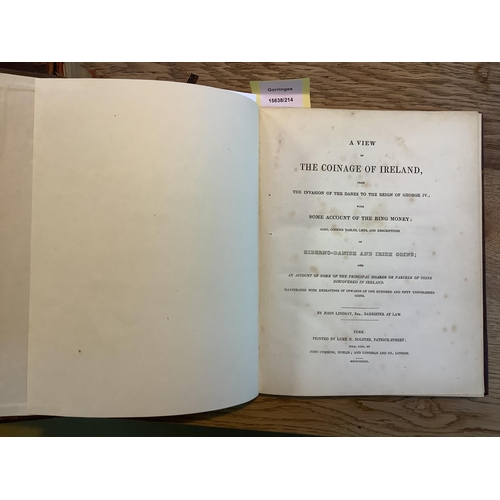 Gorringes
15638/214
A VIEW
OF
THE COINAGE OF IRELAND,
FROM
THE INVASION OF THE DANES TO THE REIGN OF GEORGE IV.;
WITH
SOME ACCOUNT OF THE RING MONEY;
ALSO, COPIOUS TABLES, LISTS, AND DESCRIPTIONS
OF
HIBERNO-DANISH AND IRISH COINS;
AND
AN ACCOUNT OF SOME OF THE PRINCIPAL HOARDS OR PARCELS OF COINS
DISCOVERED IN IRELAND.
ILLUSTRATED WITH ENGRAVINGS OF UPWARDS OF ONE HUNDRED AND FIFTY UNPUBLISHED
COINS.
BY JOHN LINDSAY, Esq., BARRISTER AT LAW.
CORK:
PRINTED BY LUKE H. BOLSTER, PATRICK-STREET;
SOLD, ALSO, BY
JOHN CUMMING, DUBLIN; AND LONGMAN AND CO., LONDON.